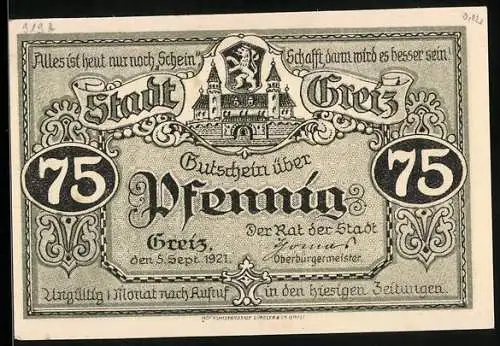 „Alles ist heut nur noch Schein“ Schafft, dann wird es besser sein!
Stadt Greiz
75 Gutschein über 75
Pfennig
Greiz, Der Rat der Stadt
den 5. Sept. 1921. Oberbürgermeister.
Ungültig 1 Monat nach Aufruf in den hiesigen Zeitungen.